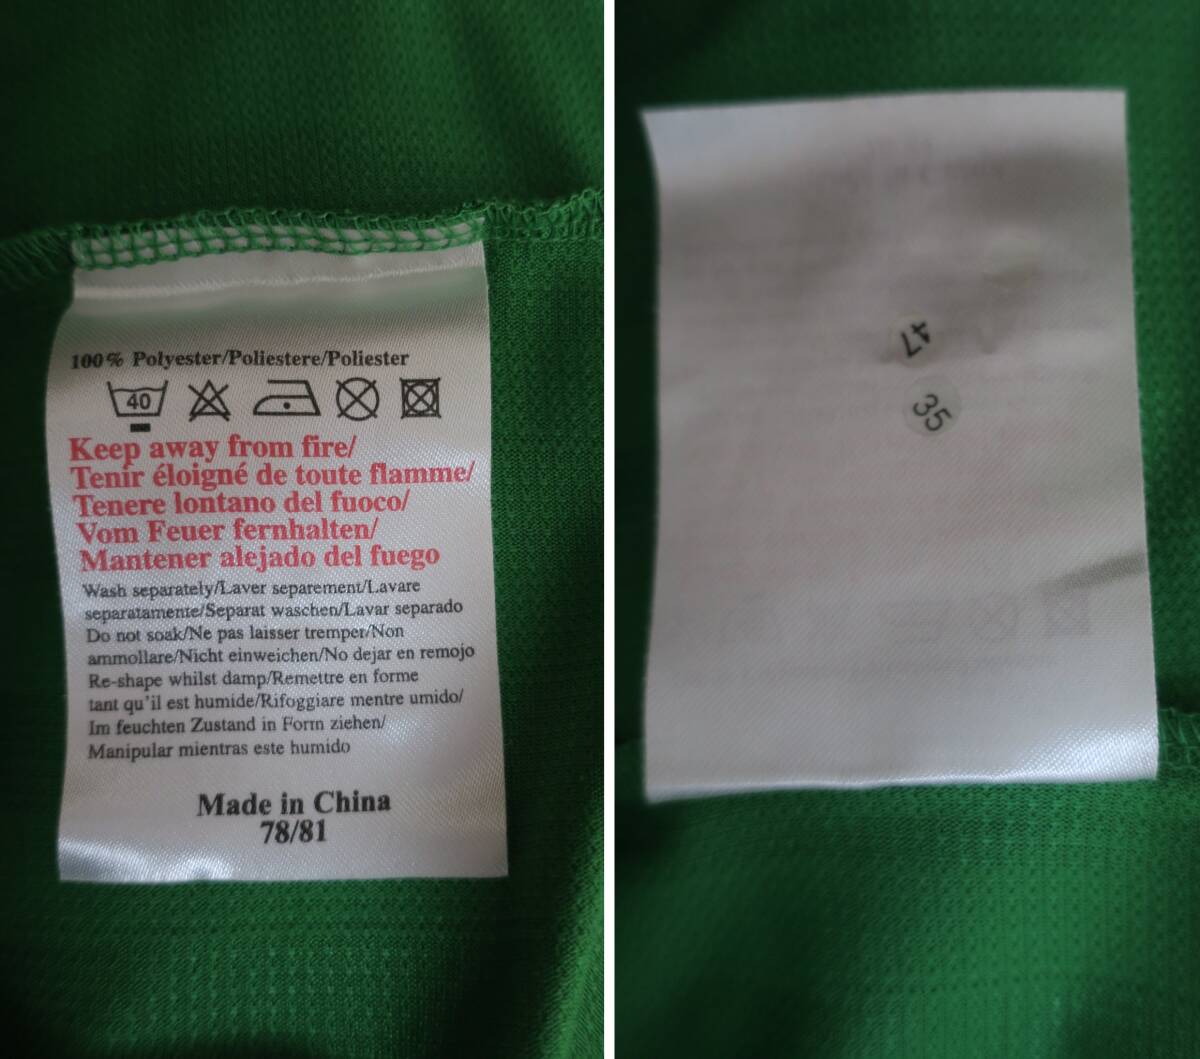 100% Polyester/Poliestere/Poliester
40
Keep away from fire/
Tenir éloigné de toute flamme/
Tenere lontano del fuoco/
Vom Feuer fernhalten/
Mantener alejado del fuego
Wash separately/Laver separement/Lavare
separatamente/Separat waschen/Lavar separado
Do not soak/Ne pas laisser tremper/Non
ammollare/Nicht einweichen/No dejar en remojo
Re-shape whilst damp/Remettre en forme
tant qu'il est humide/Rifoggiare mentre umido/
Im feuchten Zustand in Form ziehen/
Manipular mientras este humido
Made in China
78/81
47
35